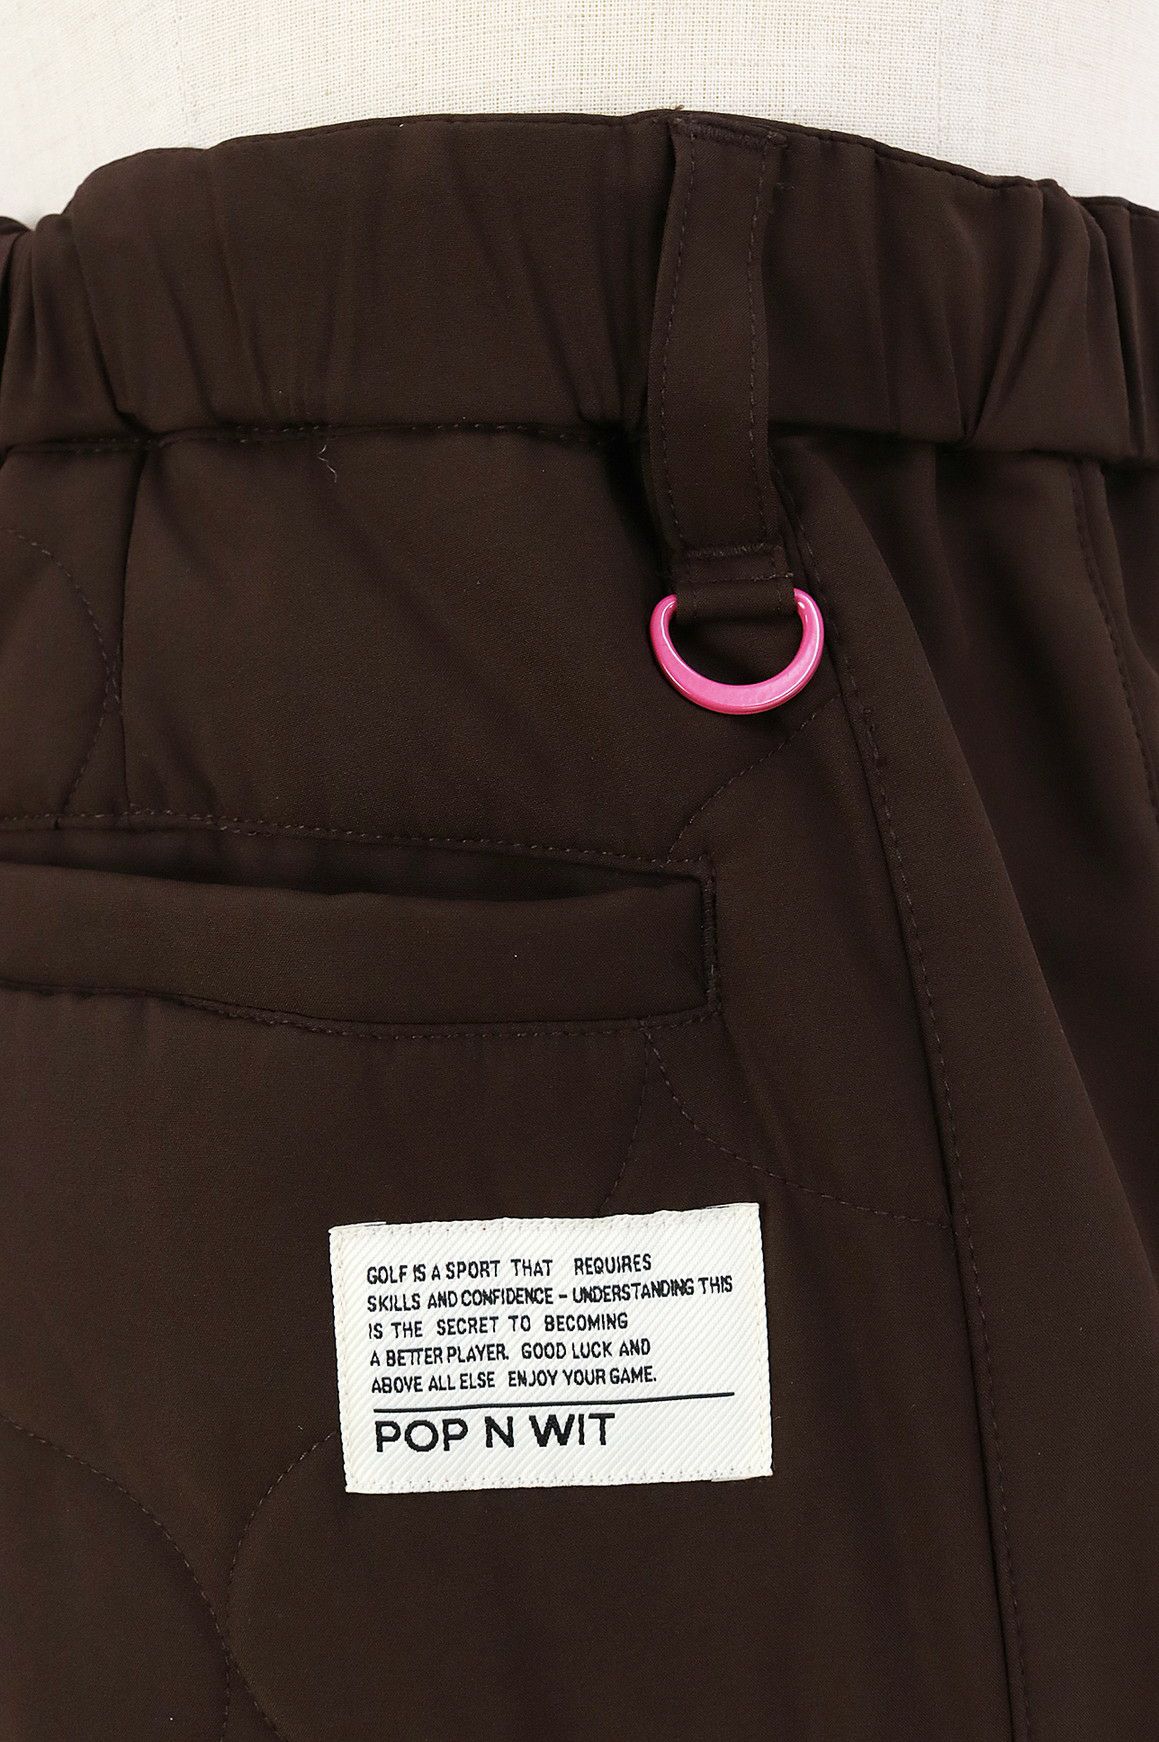 GOLF IS A SPORT THAT REQUIRES
SKILLS AND CONFIDENCE - UNDERSTANDING THIS
IS THE SECRET TO BECOMING
A BETTER PLAYER. GOOD LUCK AND
ABOVE ALL ELSE ENJOY YOUR GAME.
POP N WIT